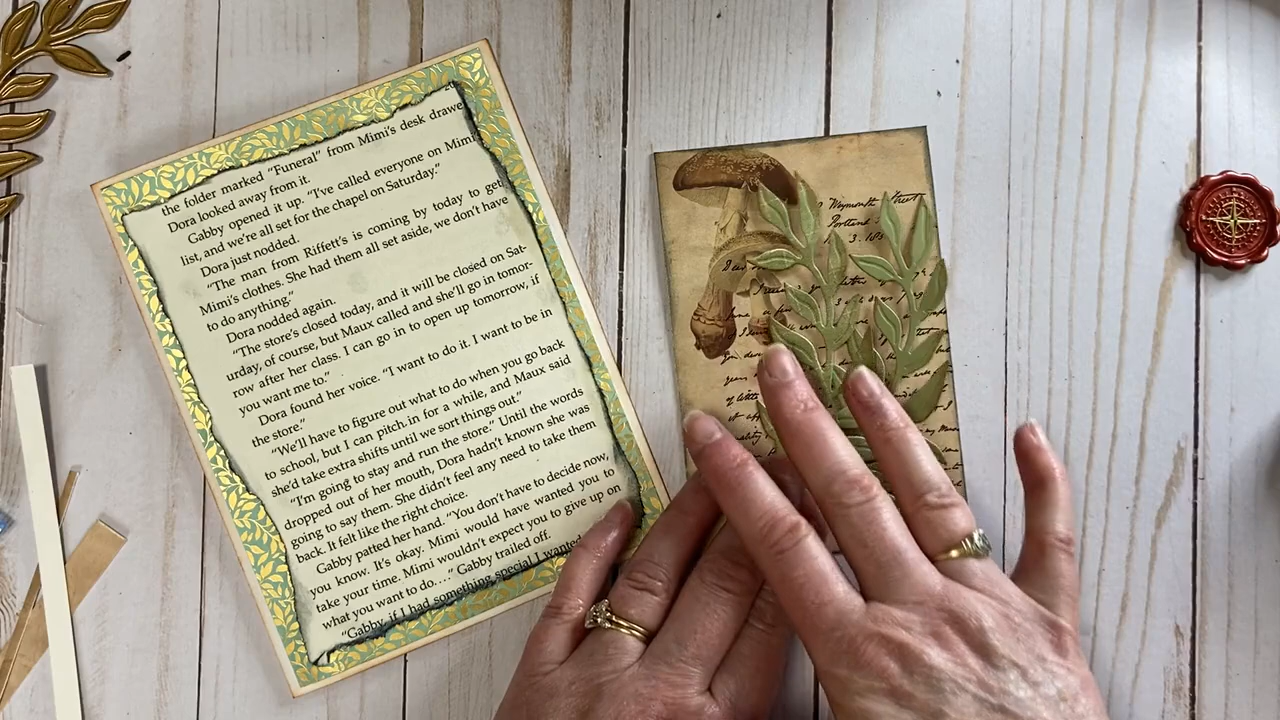 the folder marked “Funeral” from Mimi’s desk drawe
Dora looked away from it.
Gabby opened it up. “I’ve called everyone on Mimi’
list, and we’re all set for the chapel on Saturday.”
Dora just nodded.
“The man from Riffett’s is coming by today to get
Mimi’s clothes. She had them all set aside, we don’t have
to do anything.”
Dora nodded again.
“The store’s closed today, and it will be closed on Sat-
urday, of course, but Maux called and she’ll go in tomor-
row after her class. I can go in to open up tomorrow, if
you want me to.”
Dora found her voice. “I want to do it. I want to be in
the store.”
“We’ll have to figure out what to do when you go back
to school, but I can pitch in for a while, and Maux said
she’d take extra shifts until we sort things out.”
“I’m going to stay and run the store.” Until the words
dropped out of her mouth, Dora hadn’t known she was
going to say them. She didn’t feel any need to take them
back. It felt like the right choice.
Gabby patted her hand. “You don’t have to decide now,
you know. It’s okay. Mimi would have wanted you to
take your time. Mimi wouldn’t expect you to give up on
what you want to do. . . .” Gabby trailed off.
“Gabby, if I had something special I wanted
Weymouth Street
Portland
3. 183